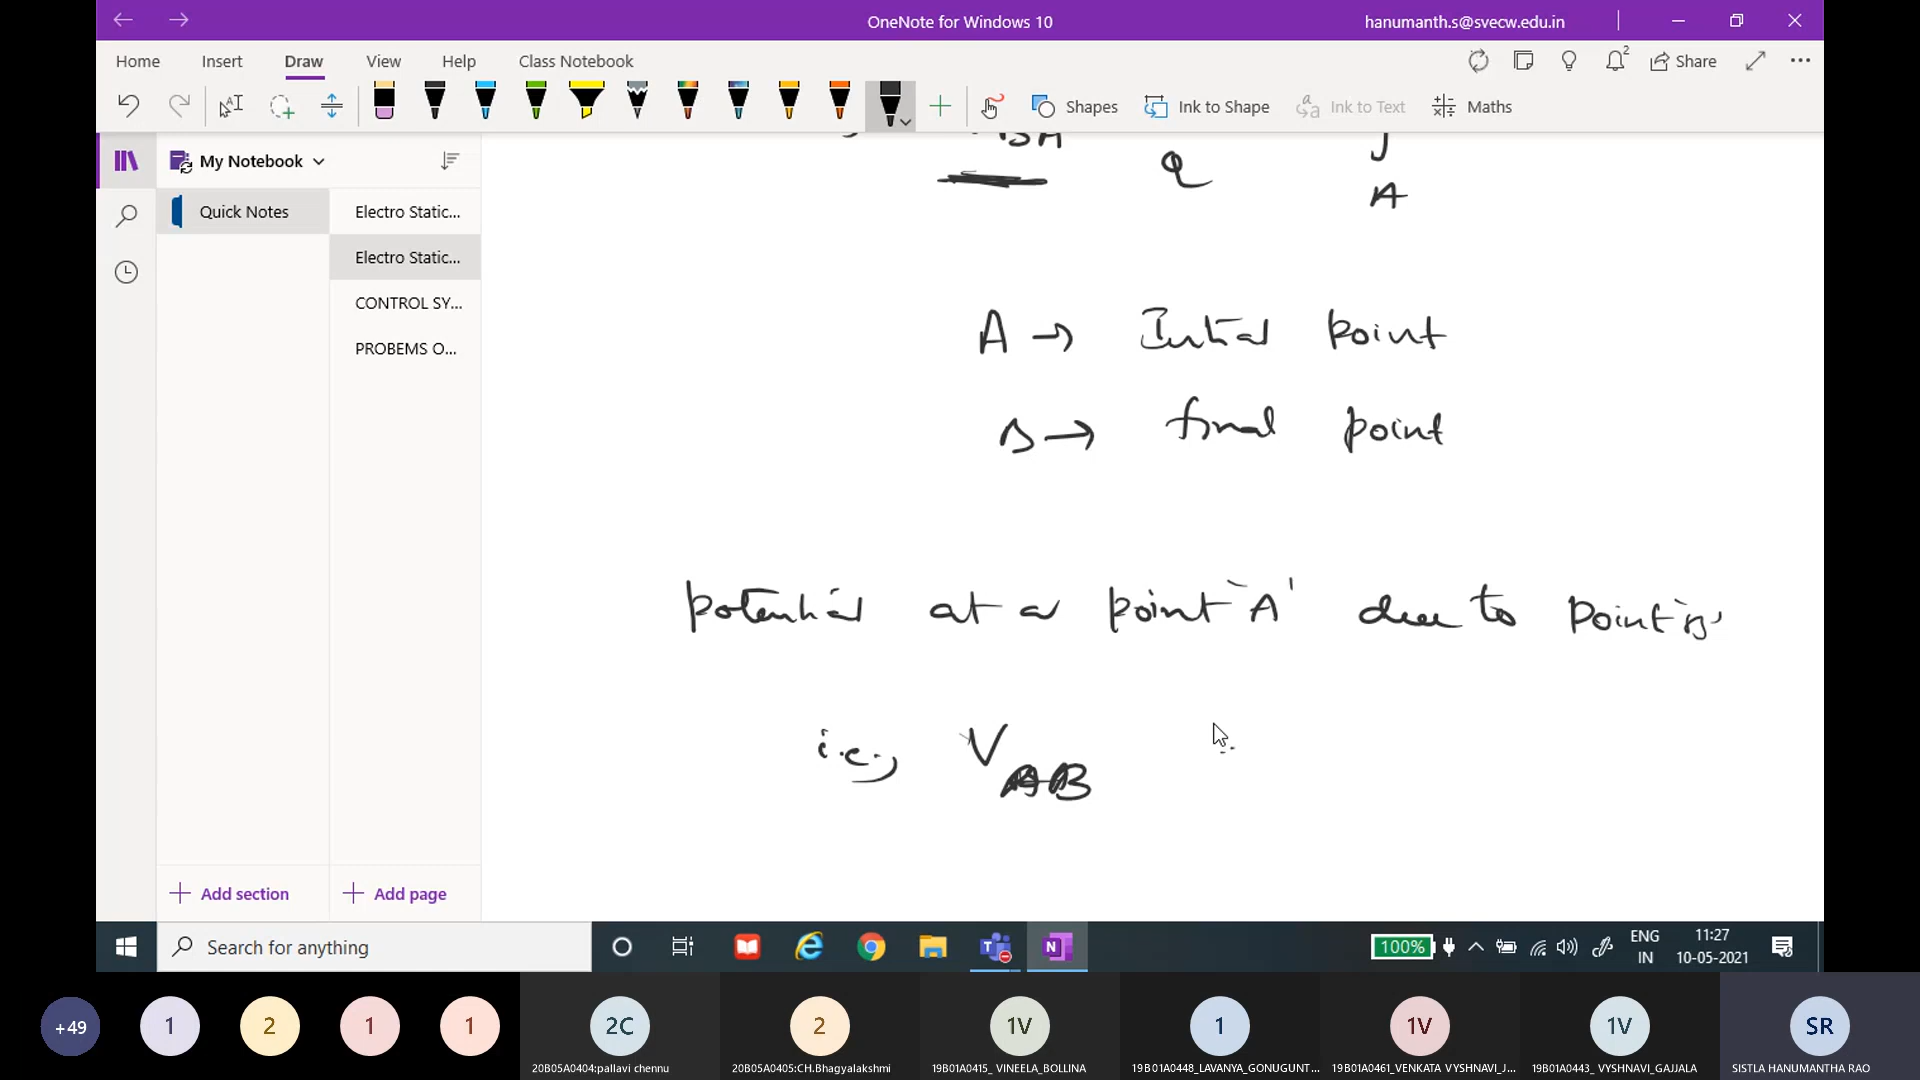 OneNote for Windows 10
hanumanth.s@svecw.edu.in
Home Insert Draw View Help Class Notebook
2
Share
Shapes
Ink to Shape
Ink to Text
Maths
My Notebook
Quick Notes
Electro Static...
Electro Static...
CONTROL SY...
PROBEMS O...
BA
Q
A
A → Initial point
B → final point
potential at a point 'A' due to point 'B'
i.e., V AB
Add section
Add page
Search for anything
100%
ENG
IN
11:27
10-05-2021
+49 1 2 1 1 2C 2 1V 1 1V 1V SR
20B05A0404:pallavi chennu
20B05A0405:CH.Bhagyalakshmi
19B01A0415_ VINEELA_BOLLINA
19B01A0448_LAVANYA_GONUGUNT...
19B01A0461_VENKATA VYSHNAVI_J...
19B01A0443_ VYSHNAVI_GAJJALA
SISTLA HANUMANTHA RAO